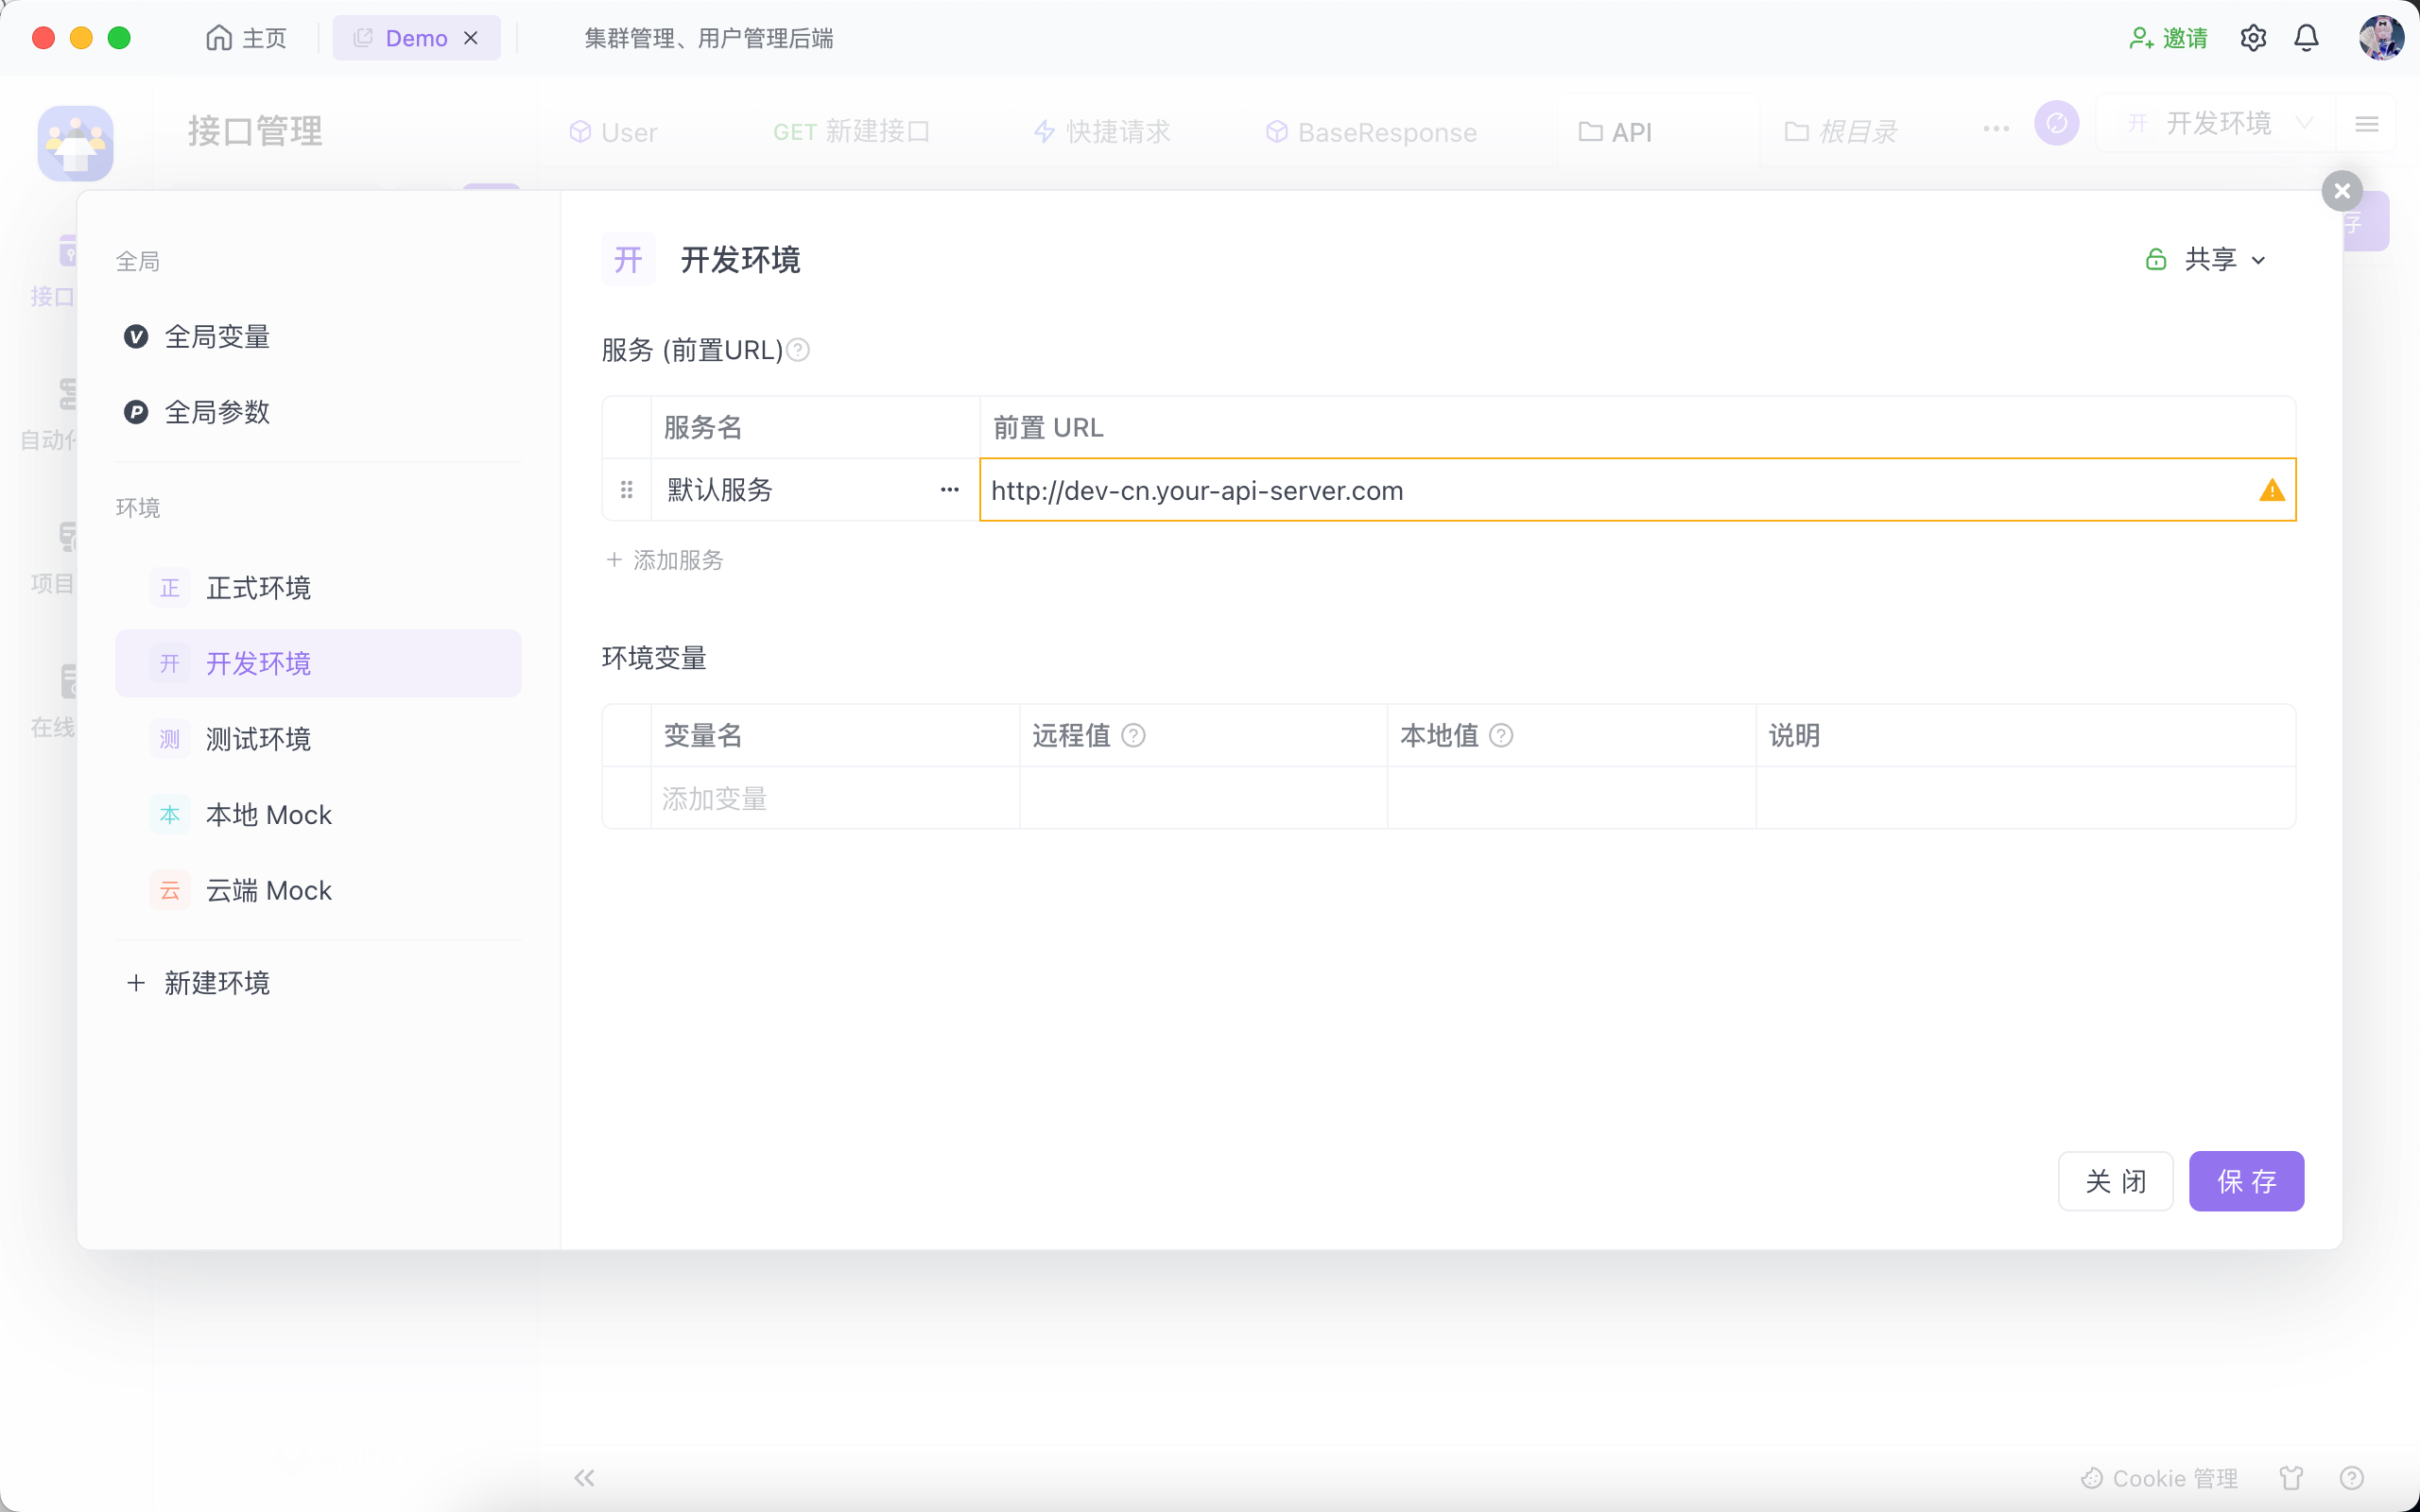 主页
Demo
集群管理、用户管理后端
邀请
接口管理
User
GET 新建接口
快捷请求
BaseResponse
API
根目录
开 开发环境
存
接口
自动化
项目
在线
全局
V 全局变量
P 全局参数
环境
正 正式环境
开 开发环境
测 测试环境
本 本地 Mock
云 云端 Mock
新建环境
开 开发环境
共享
服务 (前置URL)
服务名
前置 URL
默认服务
http://dev-cn.your-api-server.com
添加服务
环境变量
变量名
远程值
本地值
说明
添加变量
关 闭
保 存
Cookie 管理